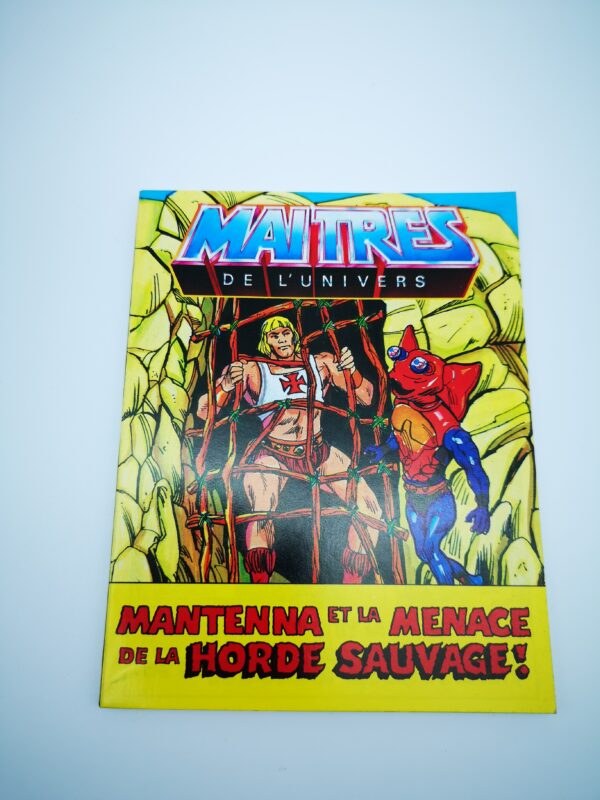 MAITRES
DE L'UNIVERS
MANTENNA ET LA MENACE
DE LA HORDE SAUVAGE!